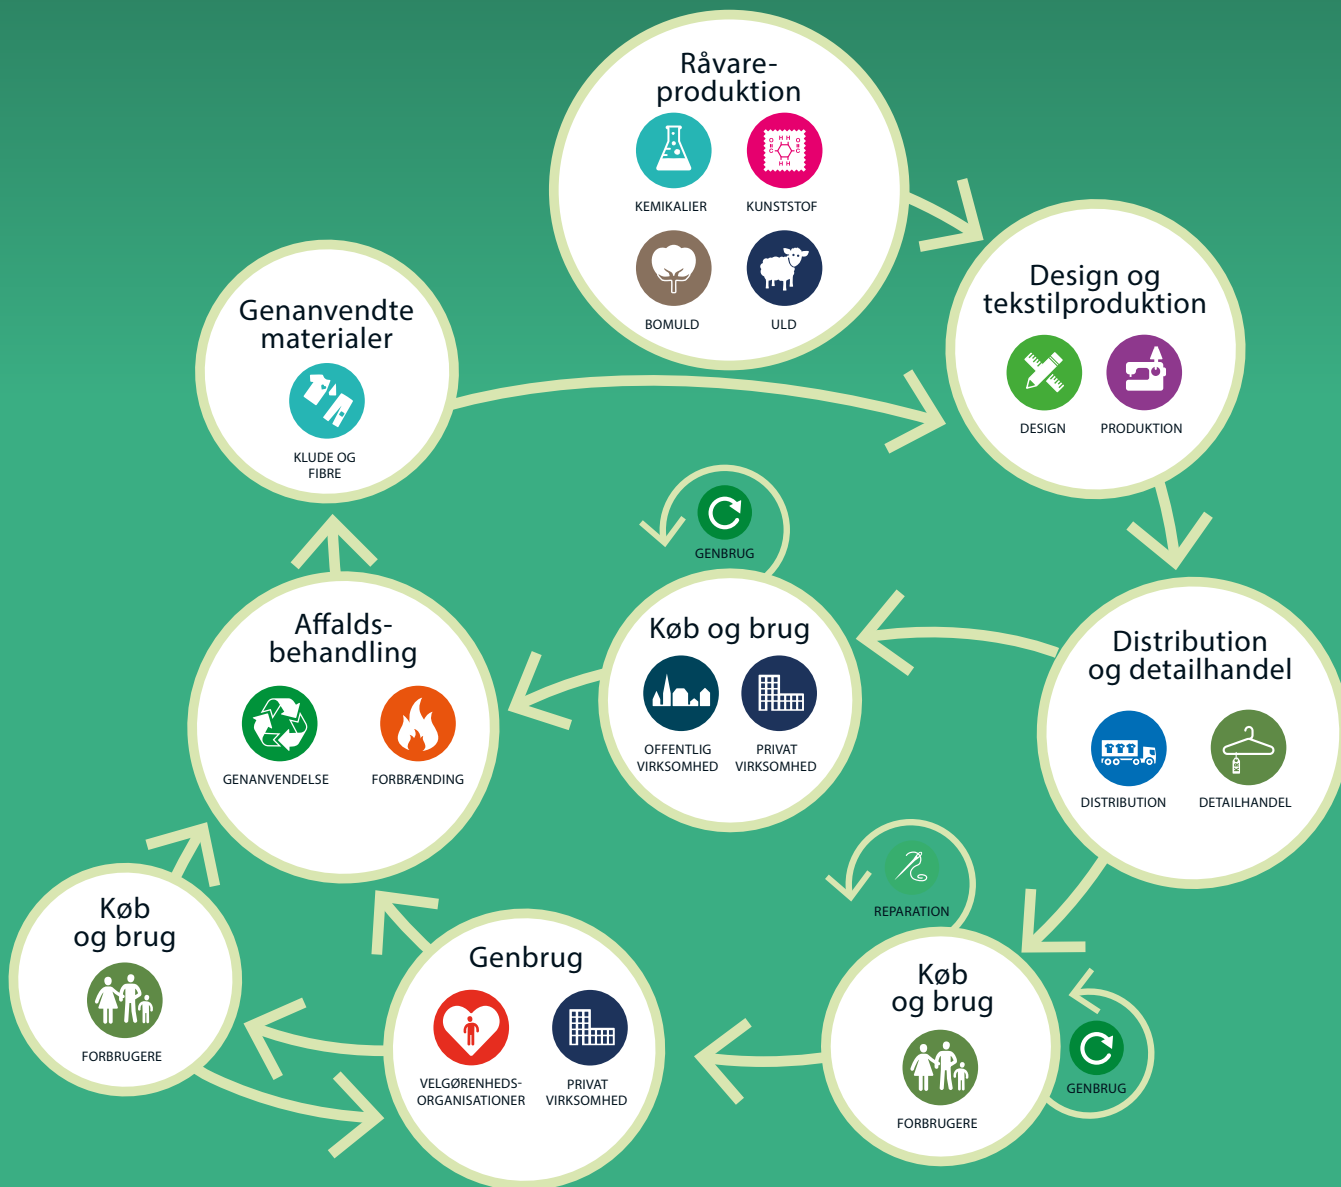 Råvare-
produktion
KEMIKALIER
KUNSTSTOF
BOMULD
ULD
Design og
tekstilproduktion
DESIGN
PRODUKTION
Genanvendte
materialer
KLUDE OG
FIBRE
GENBRUG
Køb og brug
OFFENTLIG
VIRKSOMHED
PRIVAT
VIRKSOMHED
Distribution
og detailhandel
DISTRIBUTION
KR
DETAILHANDEL
Affalds-
behandling
GENANVENDELSE
FORBRÆNDING
REPARATION
Køb
og brug
FORBRUGERE
GENBRUG
Genbrug
VELGØRENHEDS-
ORGANISATIONER
PRIVAT
VIRKSOMHED
Køb
og brug
FORBRUGERE